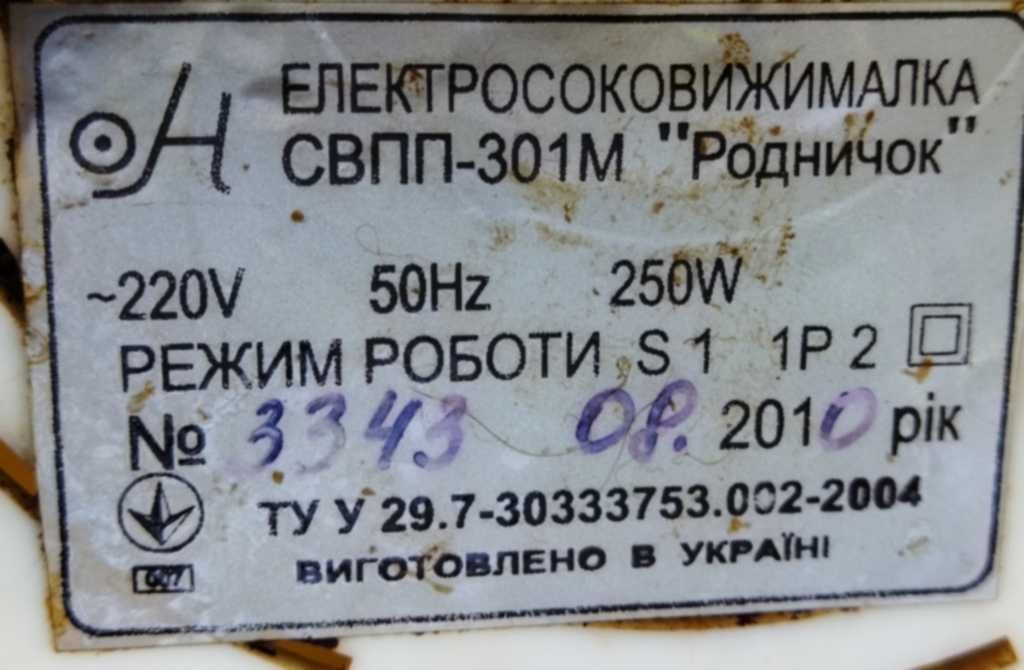 ЕЛЕКТРОСОКОВИЖИМАЛКА
СВПП-301М "Родничок"
~220V 50Hz 250W
РЕЖИМ РОБОТИ S 1 1P 2
№ 3343 08. 2010 рік
ТУ У 29.7-30333753.002-2004
ВИГОТОВЛЕНО В УКРАЇНІ